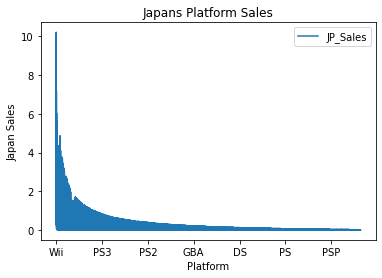 Japans Platform Sales
JP_Sales
Japan Sales
10
8
6
4
2
0
Wii PS3 PS2 GBA DS PS PSP
Platform